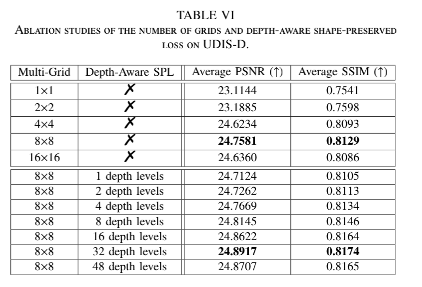 TABLE VI
Ablation studies of the number of grids and depth-aware shape-preserved
loss on UDIS-D.
Multi-Grid Depth-Aware SPL Average PSNR (↑) Average SSIM (↑)
1×1 ✗ 23.1144 0.7541
2×2 ✗ 23.1885 0.7598
4×4 ✗ 24.6234 0.8093
8×8 ✗ 24.7581 0.8129
16×16 ✗ 24.6360 0.8086
8×8 1 depth levels 24.7124 0.8105
8×8 2 depth levels 24.7262 0.8113
8×8 4 depth levels 24.7669 0.8134
8×8 8 depth levels 24.8145 0.8146
8×8 16 depth levels 24.8622 0.8164
8×8 32 depth levels 24.8917 0.8174
8×8 48 depth levels 24.8707 0.8165